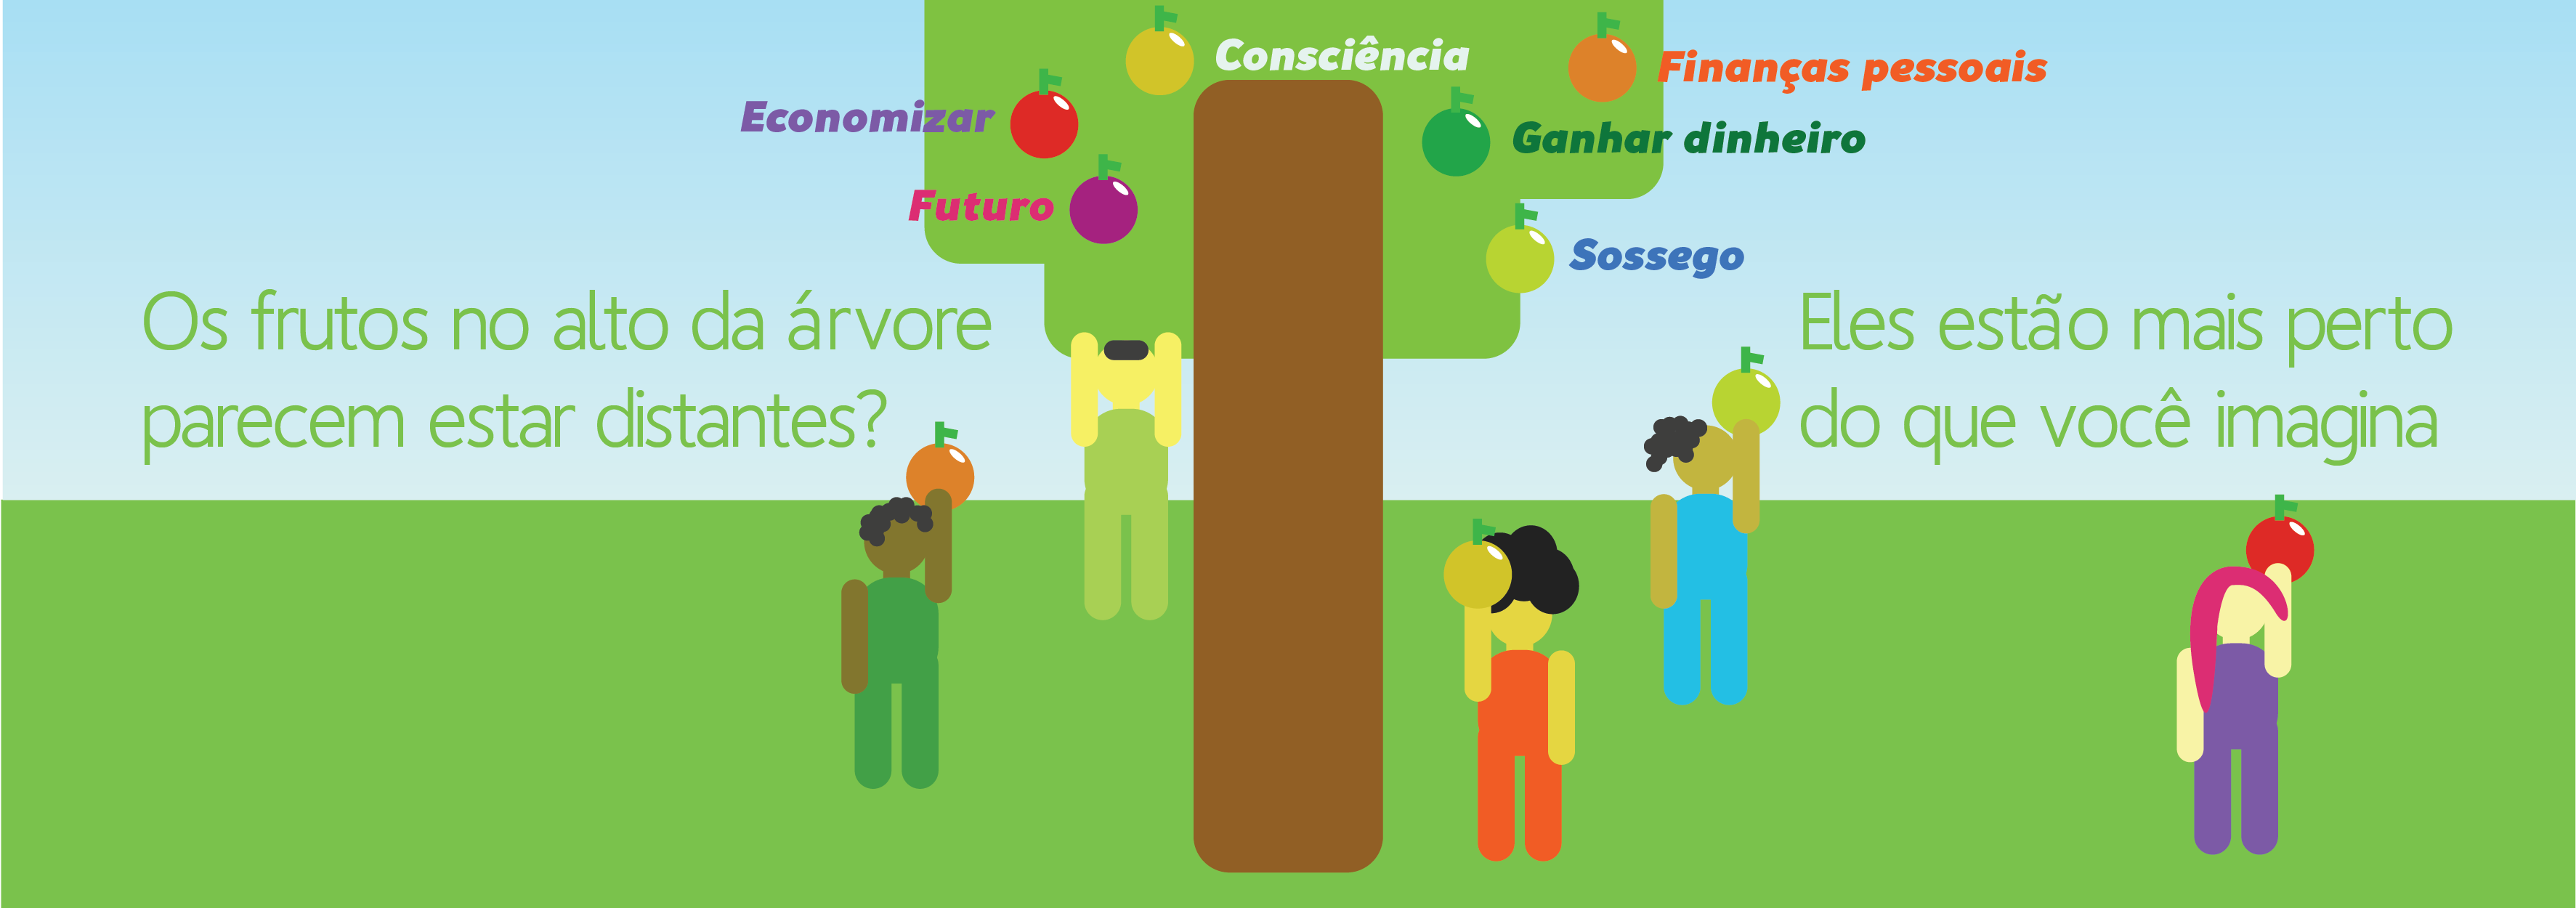 Consciência
Finanças pessoais
Economizar
Ganhar dinheiro
Futuro
Sossego
Os frutos no alto da árvore
parecem estar distantes?
Eles estão mais perto
do que você imagina